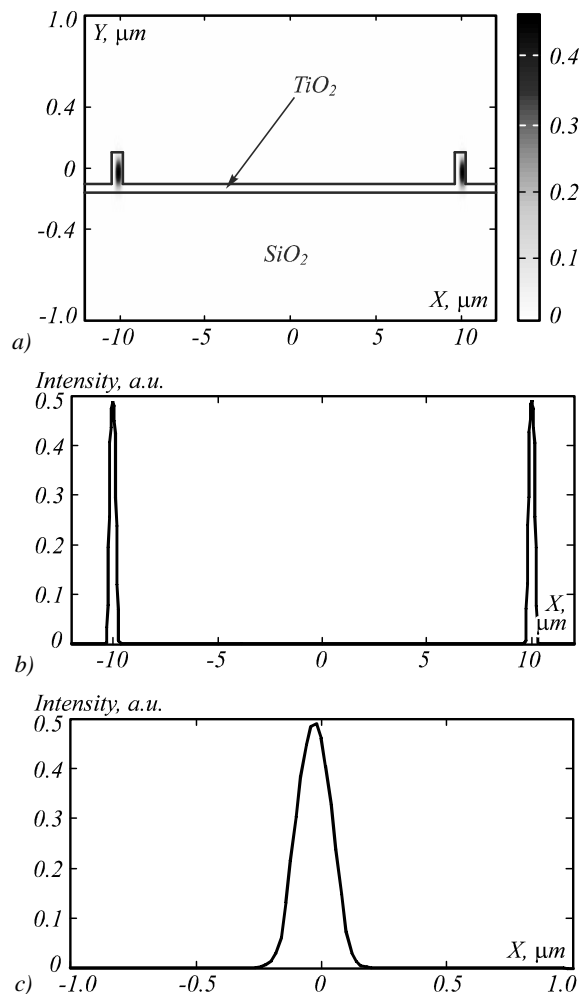 1.0
Y, μm
0.4
TiO2
0.4
0.3
0
0.2
-0.4
SiO2
0.1
X, μm
-1.0
0
a)
-10 -5 0 5 10
Intensity, a.u.
0.5
0.4
0.3
0.2
0.1
X,
μm
0
b)
-10 -5 0 5 10
Intensity, a.u.
0.5
0.4
0.3
0.2
0.1
X, μm
0
c)
-1.0 -0.5 0 0.5 1.0